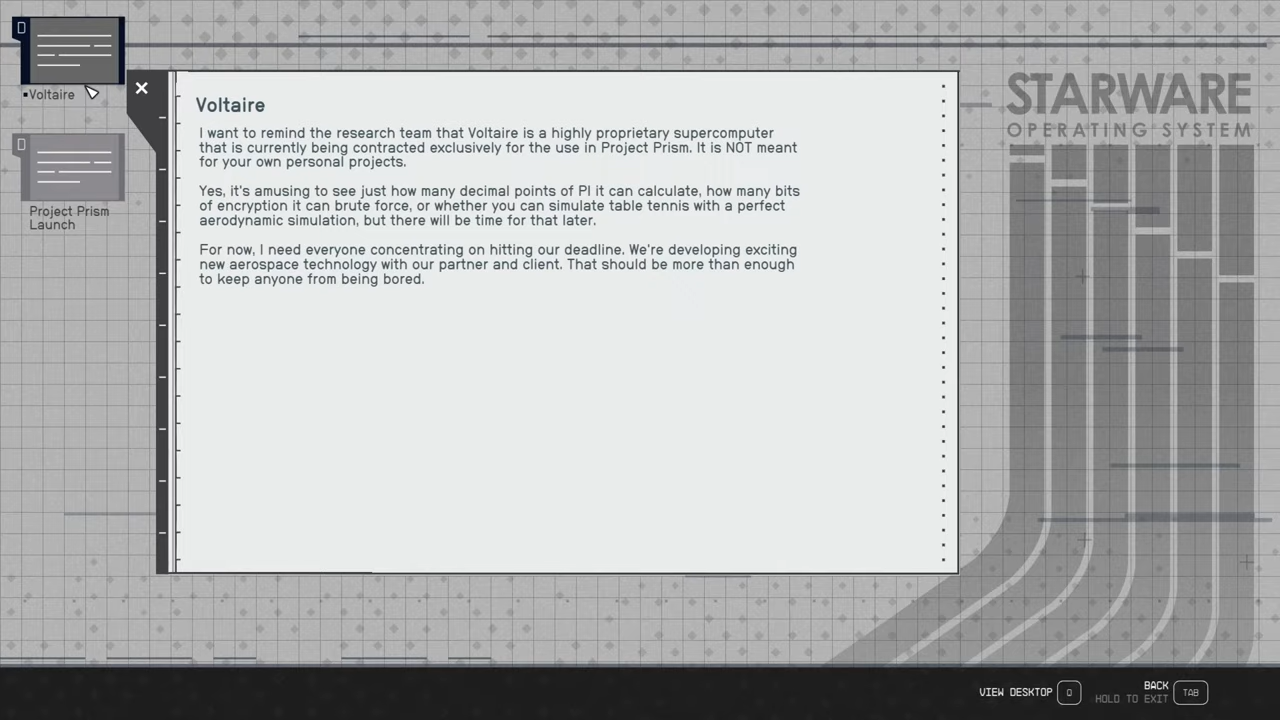 Voltaire
Project Prism
Launch
Voltaire
I want to remind the research team that Voltaire is a highly proprietary supercomputer
that is currently being contracted exclusively for the use in Project Prism. It is NOT meant
for your own personal projects.
Yes, it's amusing to see just how many decimal points of PI it can calculate, how many bits
of encryption it can brute force, or whether you can simulate table tennis with a perfect
aerodynamic simulation, but there will be time for that later.
For now, I need everyone concentrating on hitting our deadline. We're developing exciting
new aerospace technology with our partner and client. That should be more than enough
to keep anyone from being bored.
STARWARE
OPERATING SYSTEM
VIEW DESKTOP Q
BACK
HOLD TO EXIT TAB